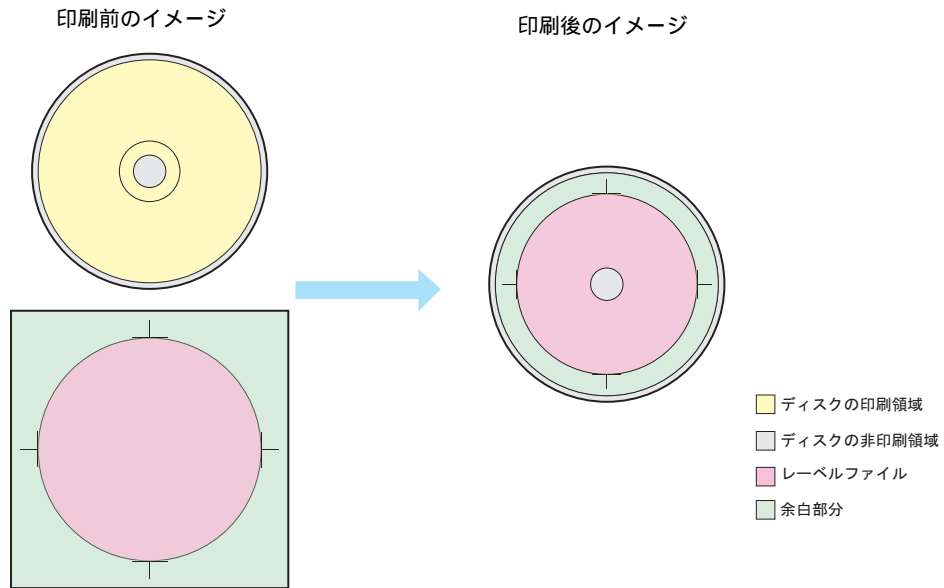 印刷前のイメージ
印刷後のイメージ
ディスクの印刷領域
ディスクの非印刷領域
レーベルファイル
余白部分